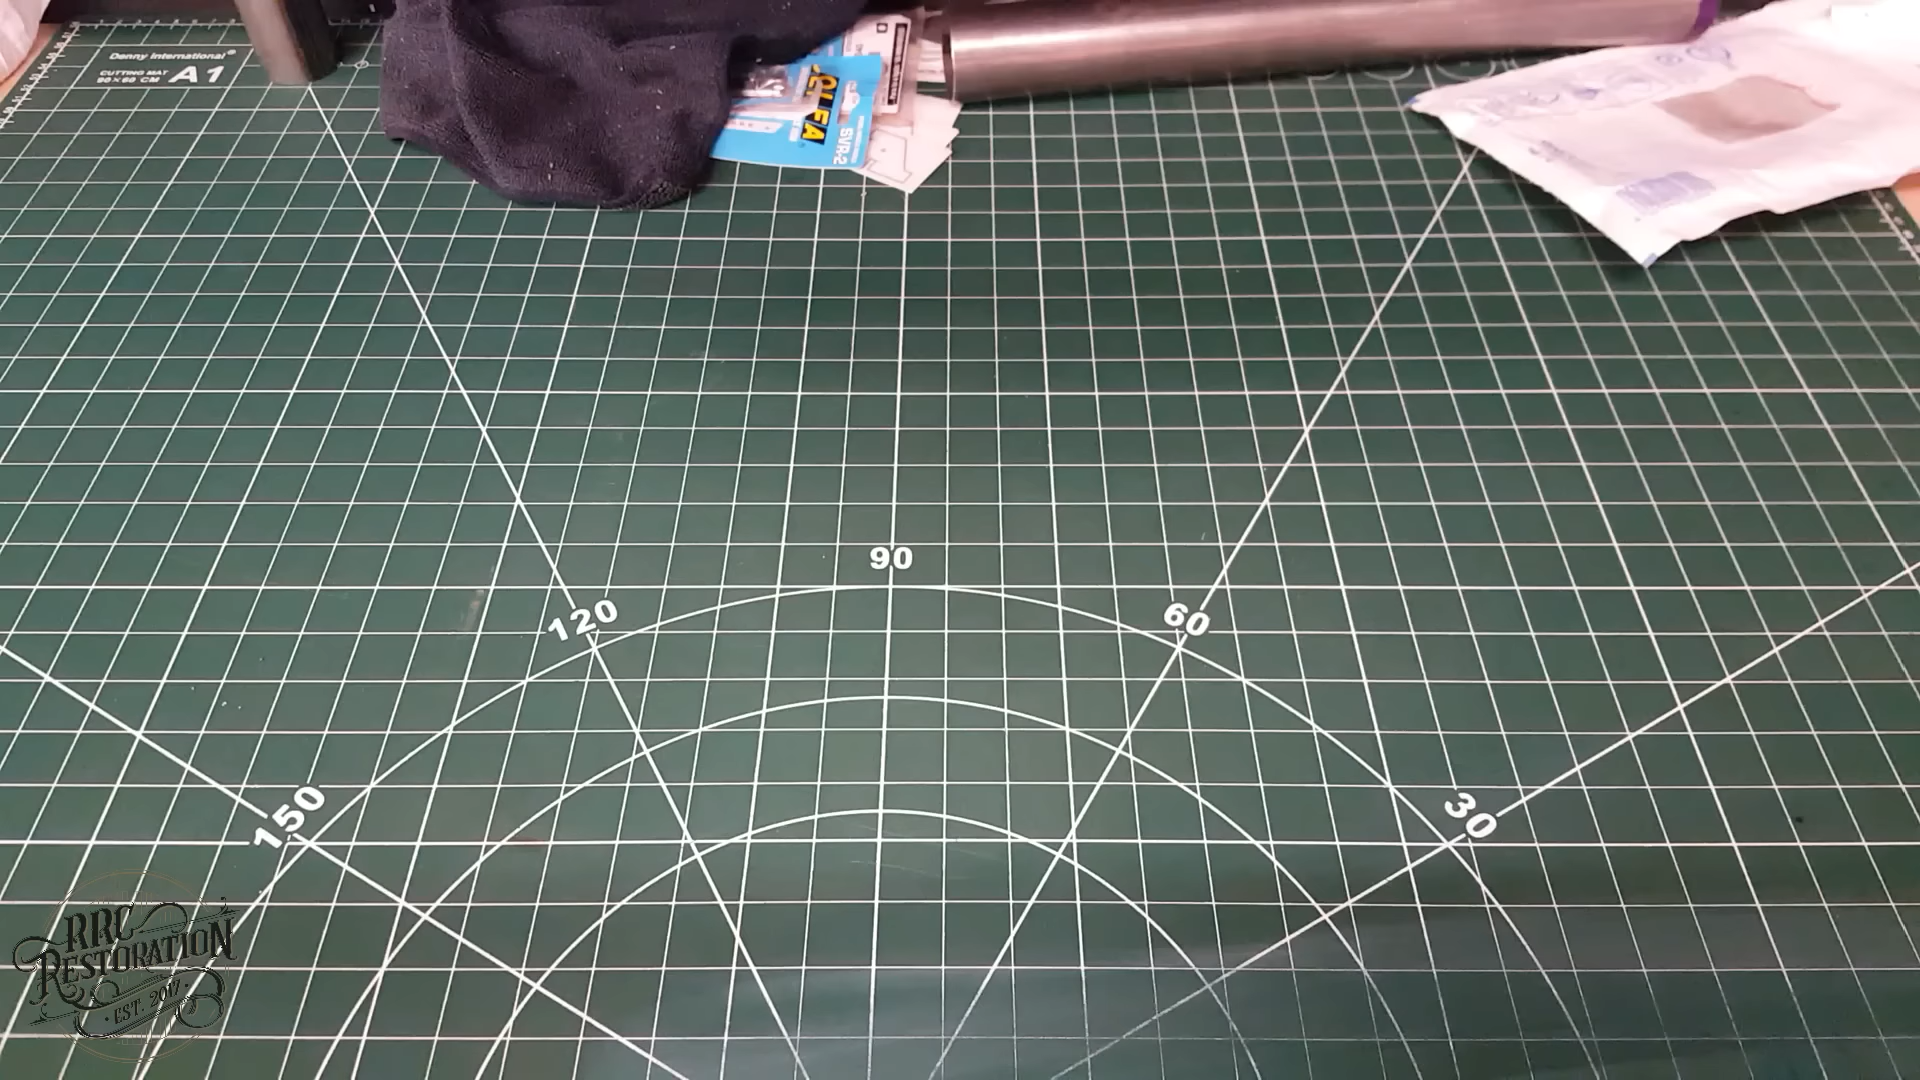 Denny International®
CUTTING MAT
90×60 CM
A1
OLFA
SVR-2
90
120
60
150
30
RRC
RESTORATION
· EST. 2017 ·